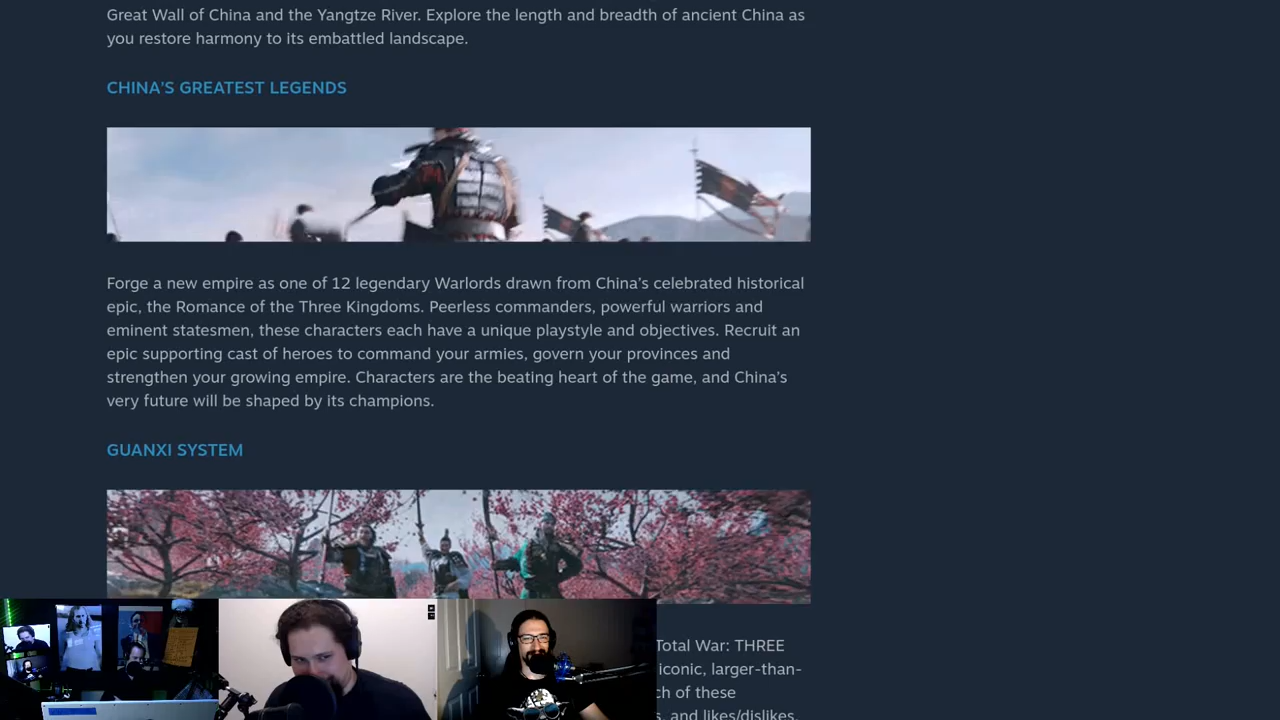 Great Wall of China and the Yangtze River. Explore the length and breadth of ancient China as
you restore harmony to its embattled landscape.
CHINA'S GREATEST LEGENDS
Forge a new empire as one of 12 legendary Warlords drawn from China's celebrated historical
epic, the Romance of the Three Kingdoms. Peerless commanders, powerful warriors and
eminent statesmen, these characters each have a unique playstyle and objectives. Recruit an
epic supporting cast of heroes to command your armies, govern your provinces and
strengthen your growing empire. Characters are the beating heart of the game, and China's
very future will be shaped by its champions.
GUANXI SYSTEM
Total War: THREE
iconic, larger-than-
of these
and likes/dislikes.